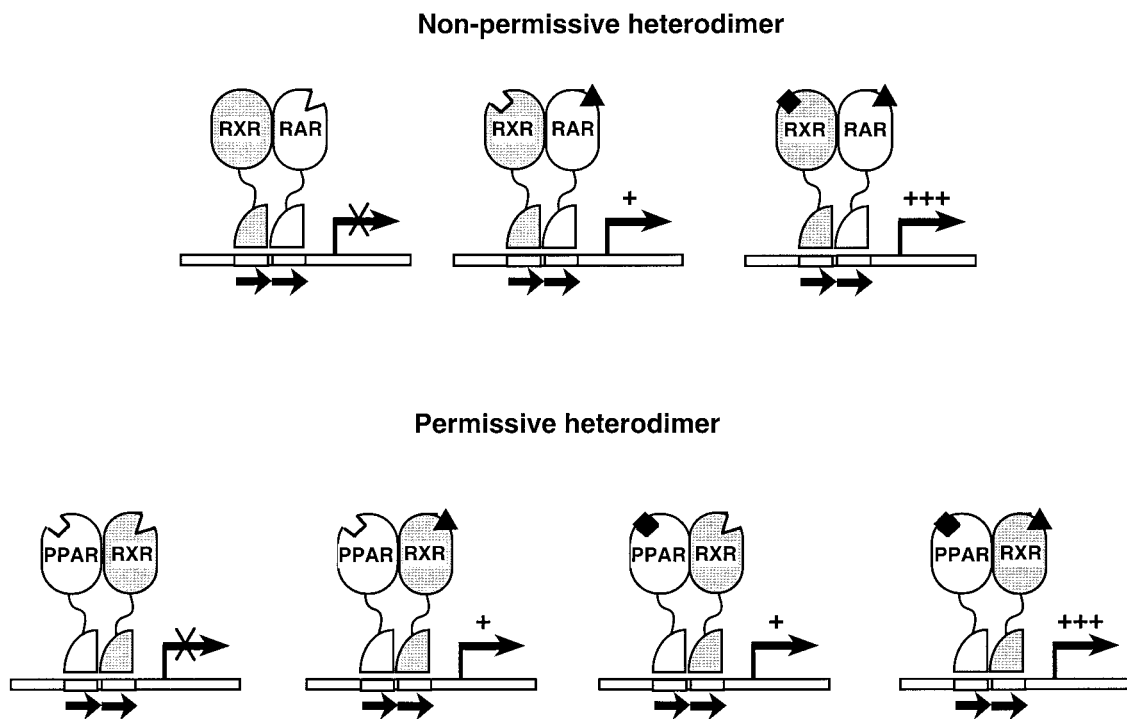 Non-permissive heterodimer
RXR RAR RXR RAR RXR RAR
+ +++
Permissive heterodimer
PPAR RXR PPAR RXR PPAR RXR PPAR RXR
+ + +++